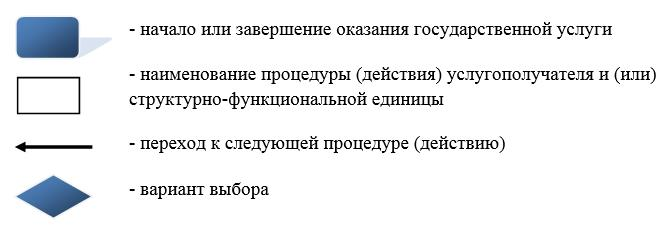 - начало или завершение оказания государственной услуги
- наименование процедуры (действия) услугополучателя и (или)
структурно-функциональной единицы
- переход к следующей процедуре (действию)
- вариант выбора